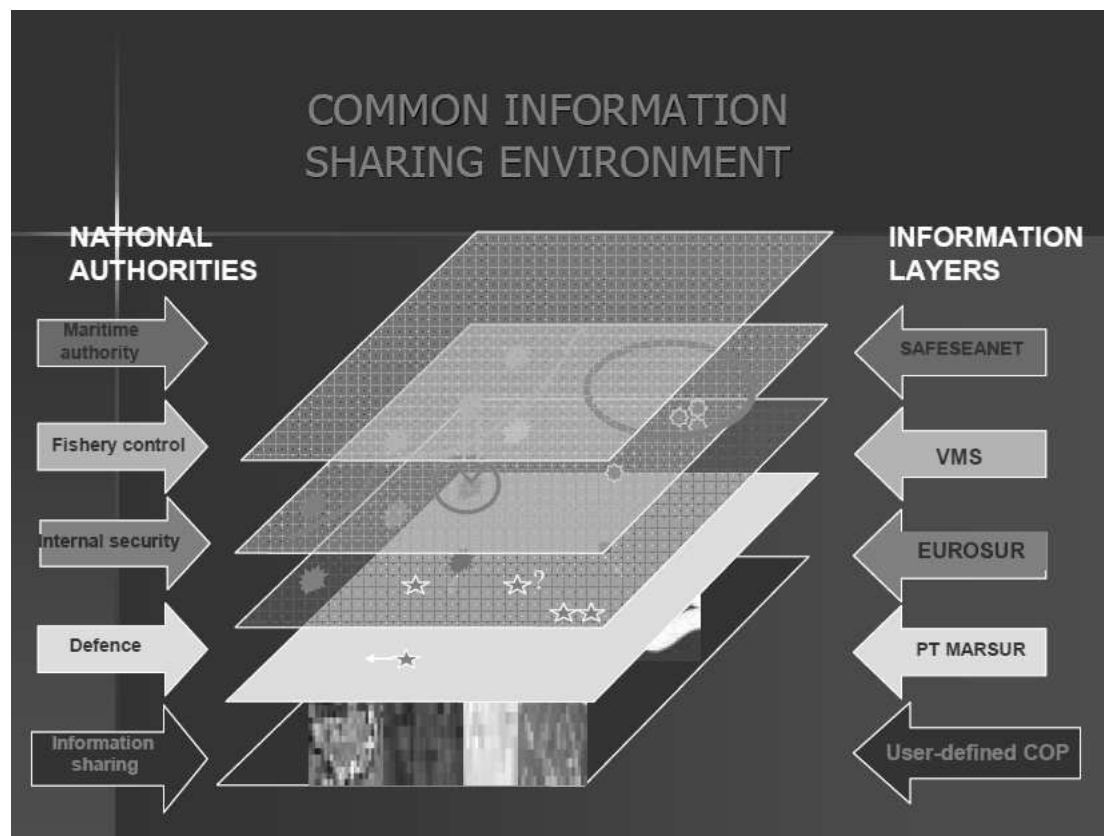 COMMON INFORMATION
SHARING ENVIRONMENT
NATIONAL
AUTHORITIES
INFORMATION
LAYERS
Maritime
authority
SAFESEANET
Fishery control
VMS
Internal security
EUROSUR
?
Defence
PT MARSUR
Information
sharing
User-defined COP